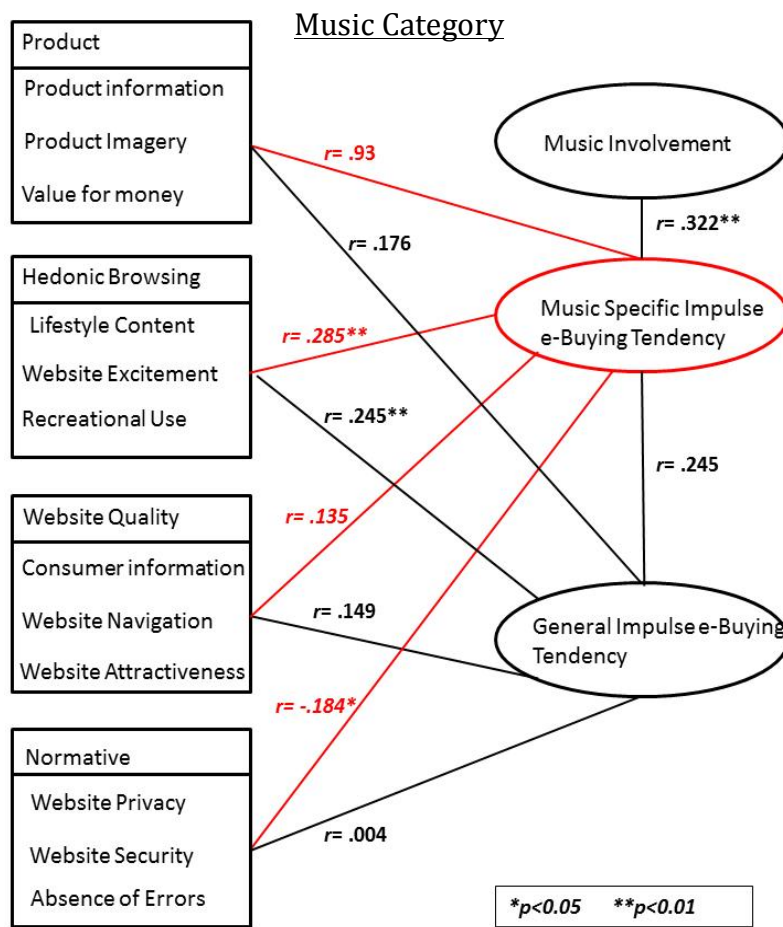 Music Category
Product
Product information
Product Imagery
Value for money
Hedonic Browsing
Lifestyle Content
Website Excitement
Recreational Use
Website Quality
Consumer information
Website Navigation
Website Attractiveness
Normative
Website Privacy
Website Security
Absence of Errors
r= .93
r= .176
r= .285**
r= .245**
r= .135
r= .149
r= -.184*
r= .004
Music Involvement
r= .322**
Music Specific Impulse
e-Buying Tendency
r= .245
General Impulse e-Buying
Tendency
*p<0.05 **p<0.01